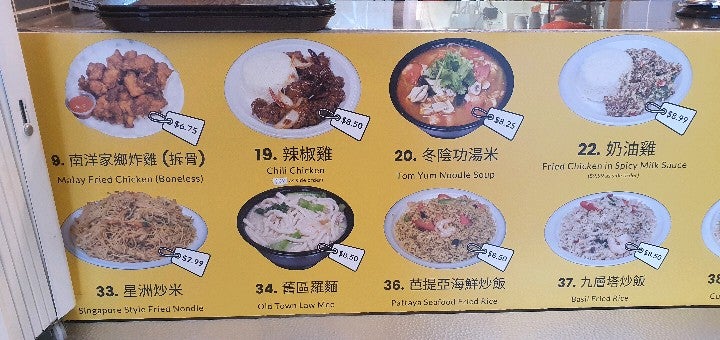 $6.75
$8.50
$8.25
$8.99
9. 南洋家鄉炸雞 (拆骨)
Malay Fried Chicken (Boneless)
19. 辣椒雞
Chili Chicken
20. 冬陰功湯米
Tom Yum Noodle Soup
22. 奶油雞
Fried Chicken in Spicy Milk Sauce
$7.99
$8.50
$8.50
$8.50
33. 星洲炒米
Singapore Style Fried Noodle
34. 舊區羅麵
Old Town Law Mee
36. 芭提亞海鮮炒飯
Pattaya Seafood Fried Rice
37. 九層塔炒飯
Basil Fried Rice